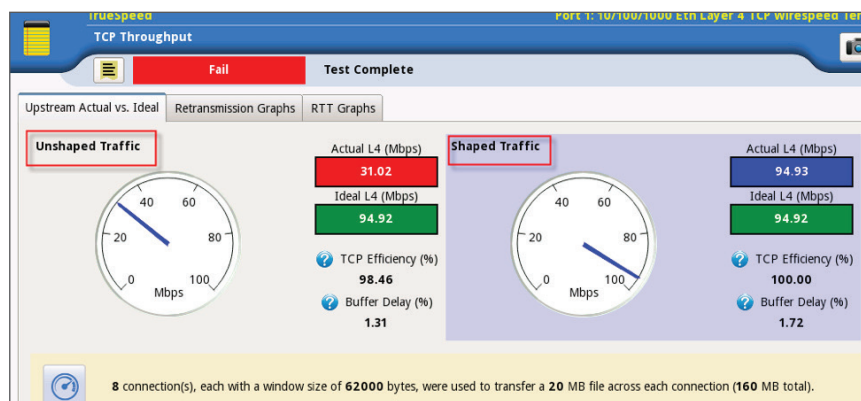 TrueSpeed
Port 1: 10/100/1000 Eth Layer 4 TCP Wirespeed
TCP Throughput
Fail
Test Complete
Upstream Actual vs. Ideal
Retransmission Graphs
RTT Graphs
Unshaped Traffic
0
20
40
60
80
100
Mbps
Actual L4 (Mbps)
31.02
Ideal L4 (Mbps)
94.92
? TCP Efficiency (%)
98.46
? Buffer Delay (%)
1.31
Shaped Traffic
0
20
40
60
80
100
Mbps
Actual L4 (Mbps)
94.93
Ideal L4 (Mbps)
94.92
? TCP Efficiency (%)
100.00
? Buffer Delay (%)
1.72
8 connection(s), each with a window size of 62000 bytes, were used to transfer a 20 MB file across each connection (160 MB total).